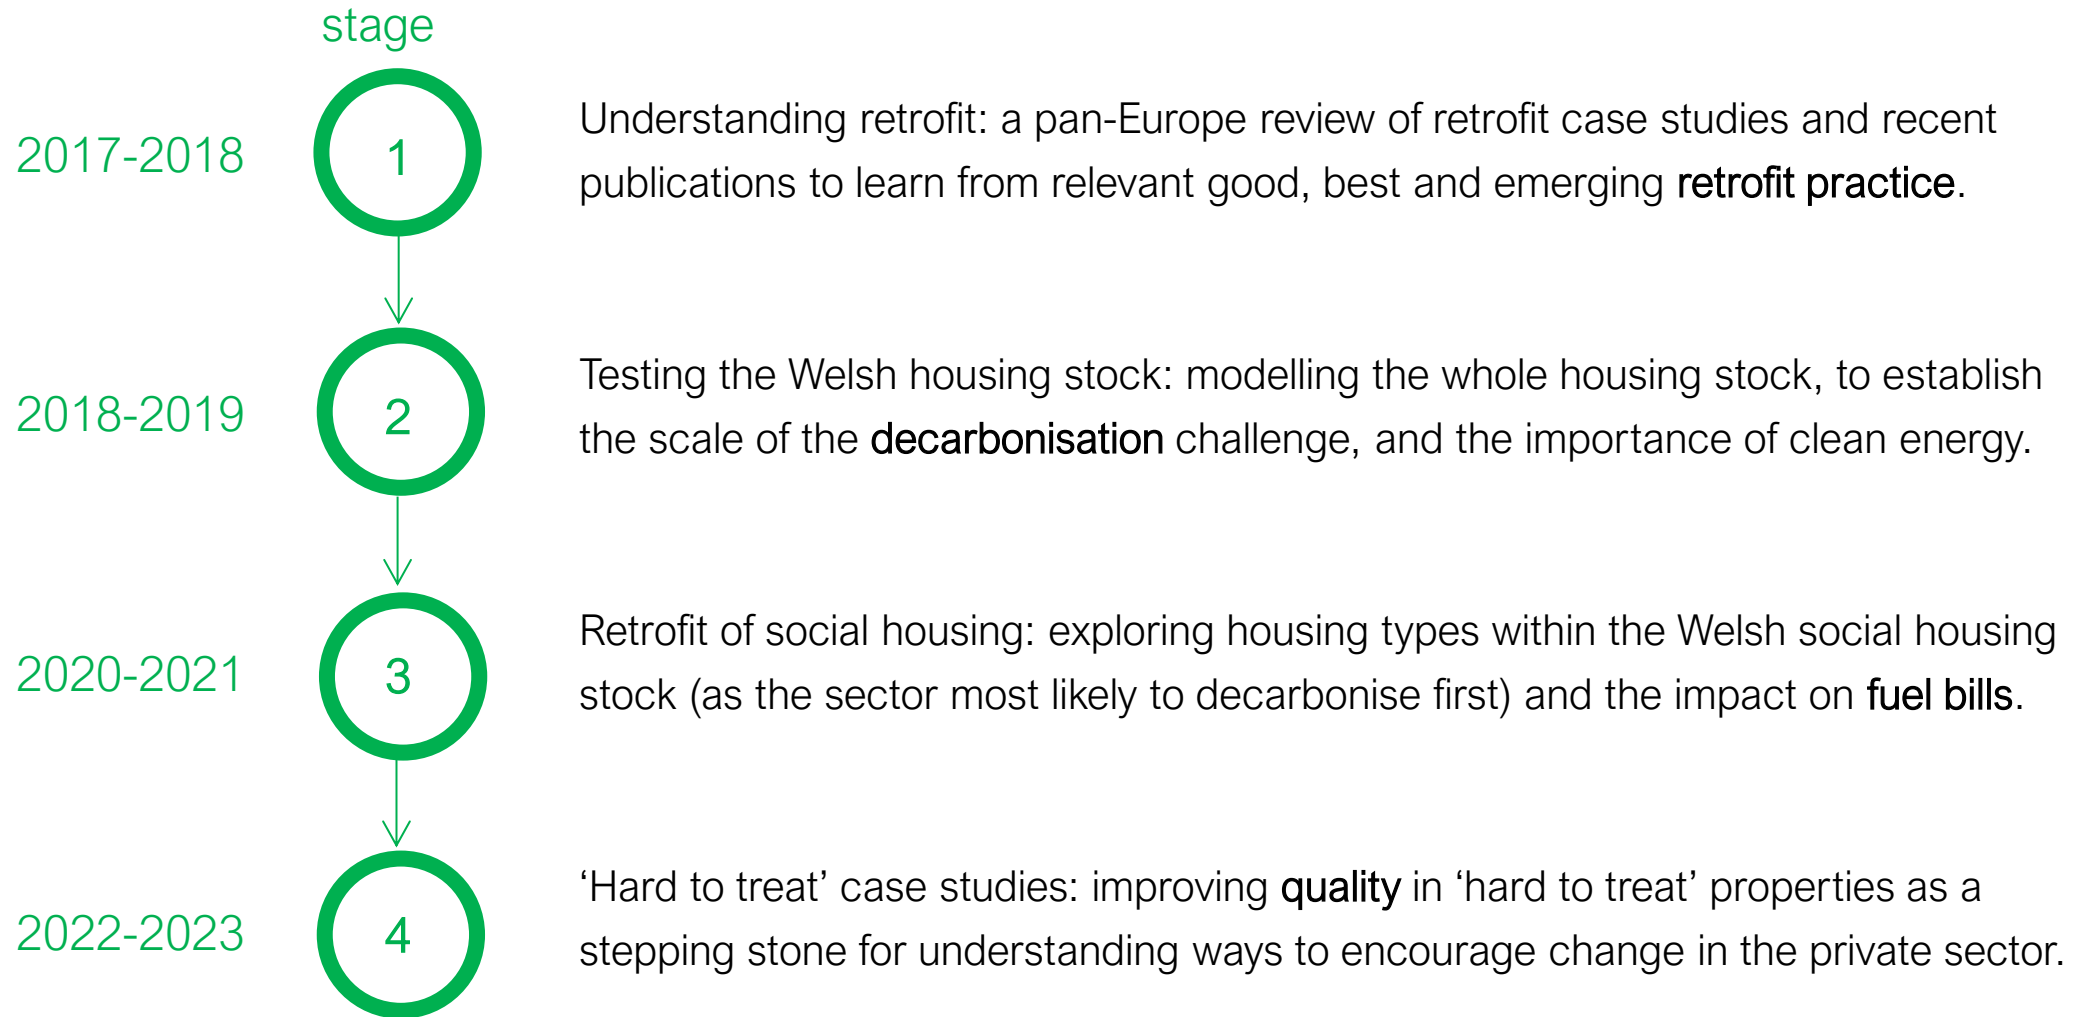 stage
2017-2018
1
Understanding retrofit: a pan-Europe review of retrofit case studies and recent
publications to learn from relevant good, best and emerging retrofit practice.
2018-2019
2
Testing the Welsh housing stock: modelling the whole housing stock, to establish
the scale of the decarbonisation challenge, and the importance of clean energy.
2020-2021
3
Retrofit of social housing: exploring housing types within the Welsh social housing
stock (as the sector most likely to decarbonise first) and the impact on fuel bills.
2022-2023
4
‘Hard to treat’ case studies: improving quality in ‘hard to treat’ properties as a
stepping stone for understanding ways to encourage change in the private sector.